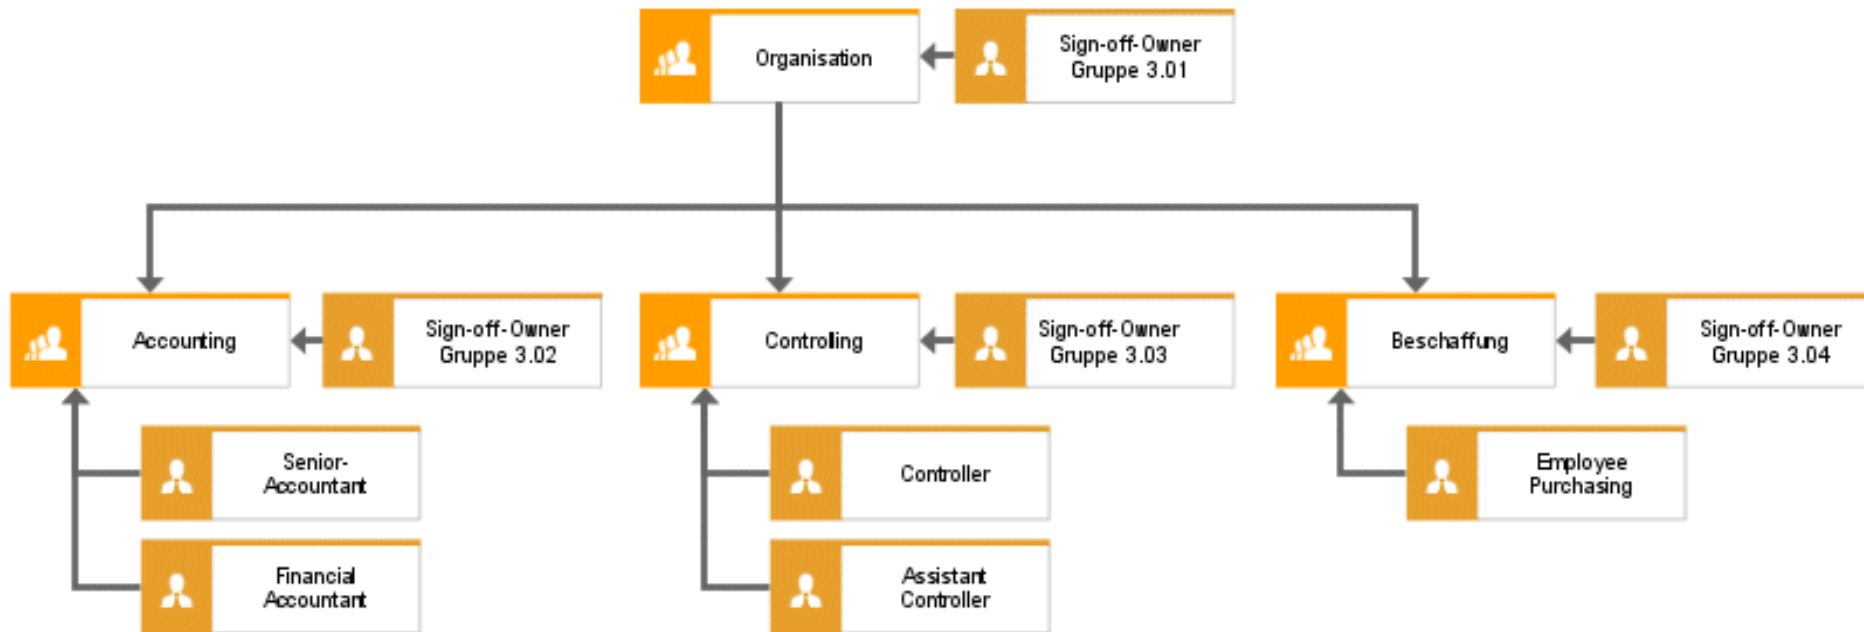 Organisation
Sign-off-Owner
Gruppe 3.01
Accounting
Sign-off-Owner
Gruppe 3.02
Controlling
Sign-off-Owner
Gruppe 3.03
Beschaffung
Sign-off-Owner
Gruppe 3.04
Senior-
Accountant
Controller
Employee
Purchasing
Financial
Accountant
Assistant
Controller